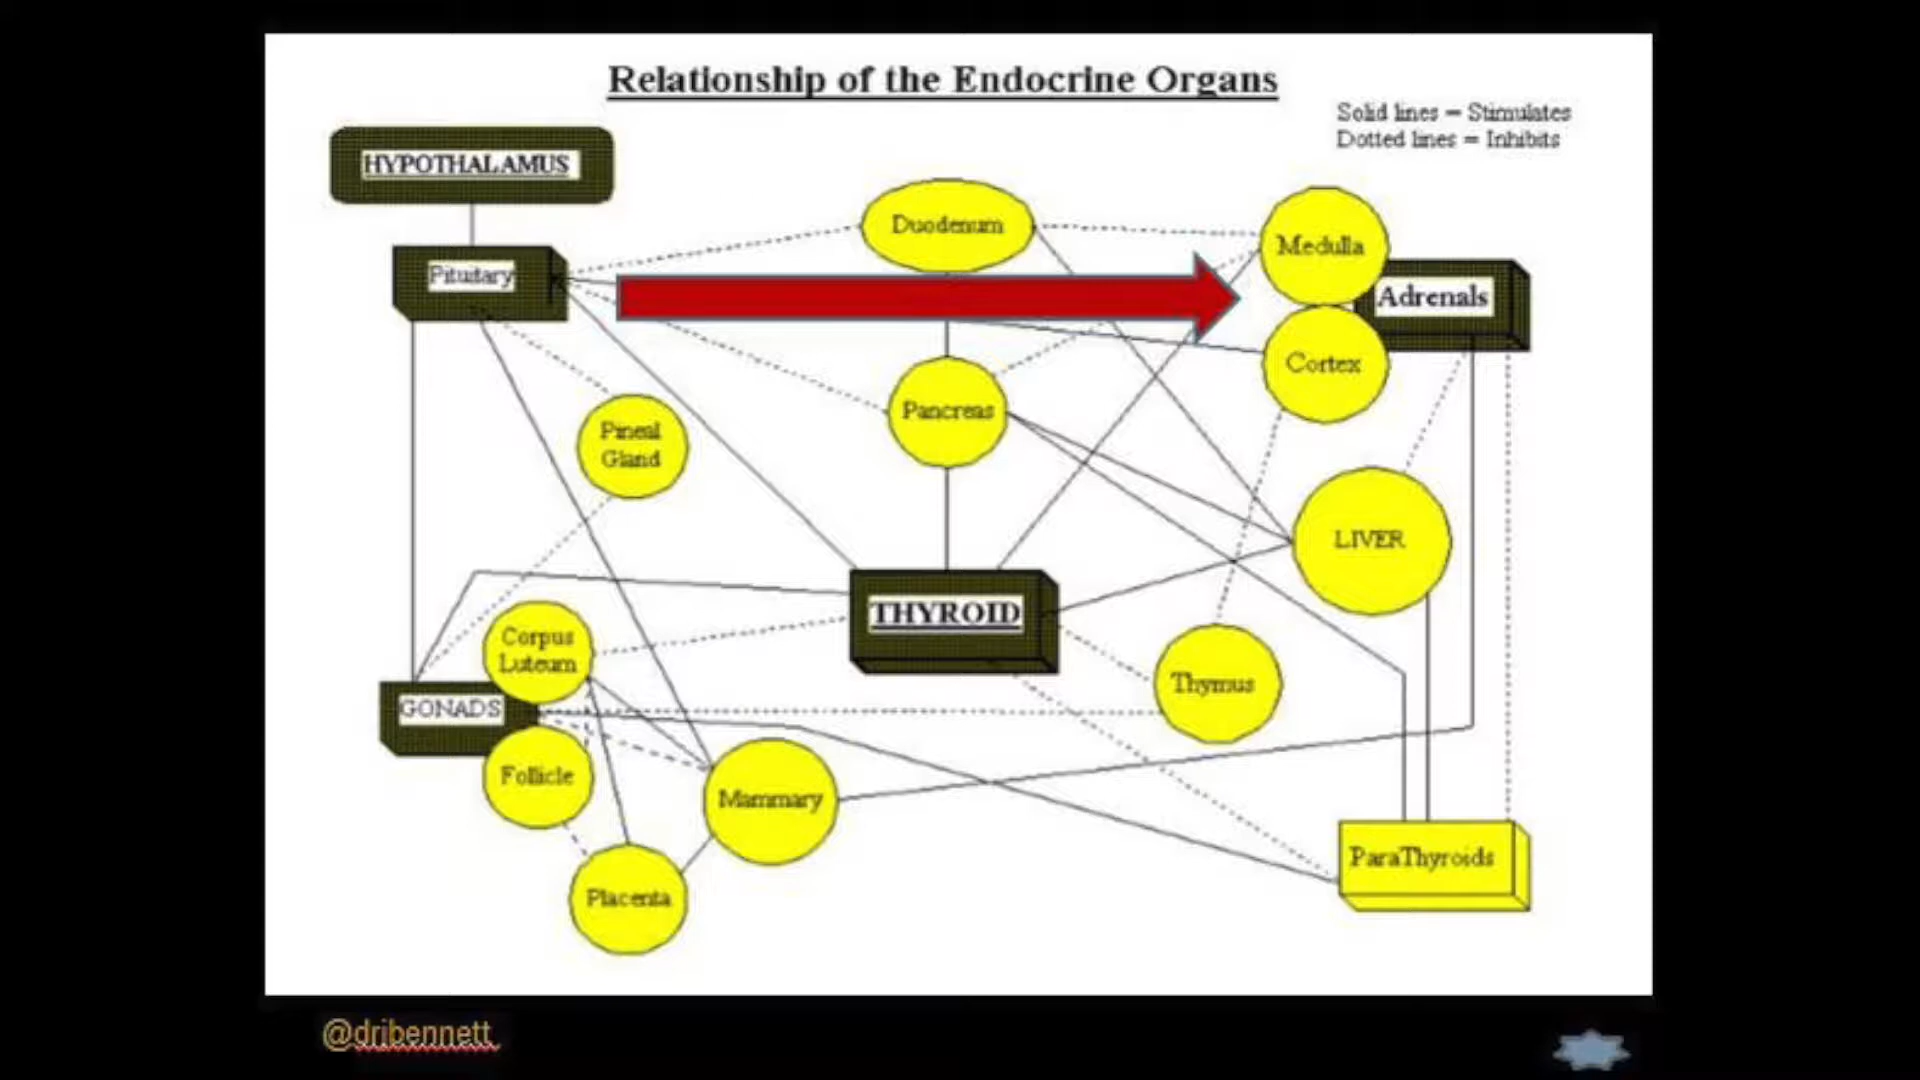 Relationship of the Endocrine Organs
Solid lines = Stimulates
Dotted lines = Inhibits
HYPOTHALAMUS
Duodenum
Medulla
Pituitary
Adrenals
Cortex
Pancreas
Pineal
Gland
LIVER
THYROID
Corpus
Luteum
Thymus
GONADS
Follicle
Mammary
ParaThyroids
Placenta
@dribennett